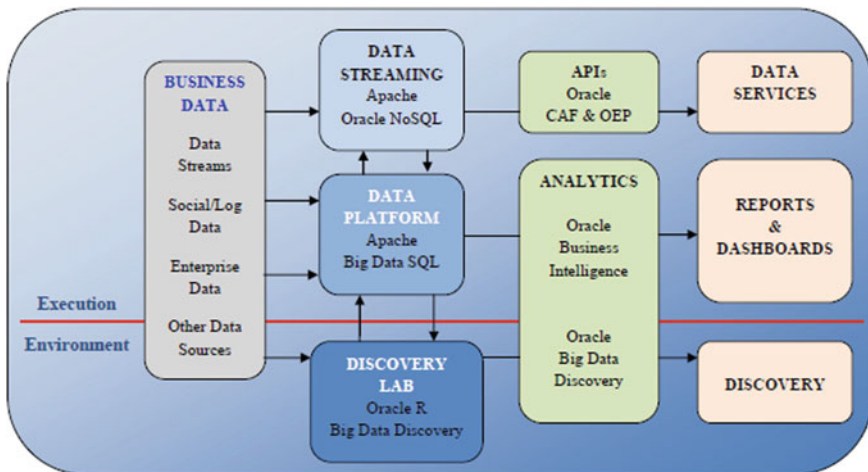 BUSINESS
DATA
Data
Streams
Social/Log
Data
Enterprise
Data
Other Data
Sources
DATA
STREAMING
Apache
Oracle NoSQL
DATA
PLATFORM
Apache
Big Data SQL
DISCOVERY
LAB
Oracle R
Big Data Discovery
APIs
Oracle
CAF & OEP
ANALYTICS
Oracle
Business
Intelligence
Oracle
Big Data
Discovery
DATA
SERVICES
REPORTS
&
DASHBOARDS
DISCOVERY
Execution
Environment